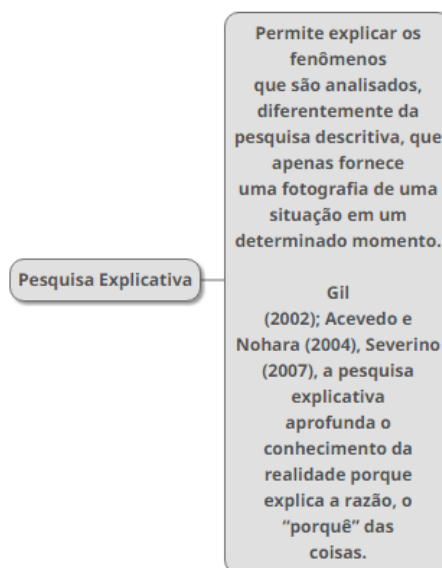 Pesquisa Explicativa
Permite explicar os
fenômenos
que são analisados,
diferentemente da
pesquisa descritiva, que
apenas fornece
uma fotografia de uma
situação em um
determinado momento.
Gil
(2002); Acevedo e
Nohara (2004), Severino
(2007), a pesquisa
explicativa
aprofunda o
conhecimento da
realidade porque
explica a razão, o
“porquê” das
coisas.